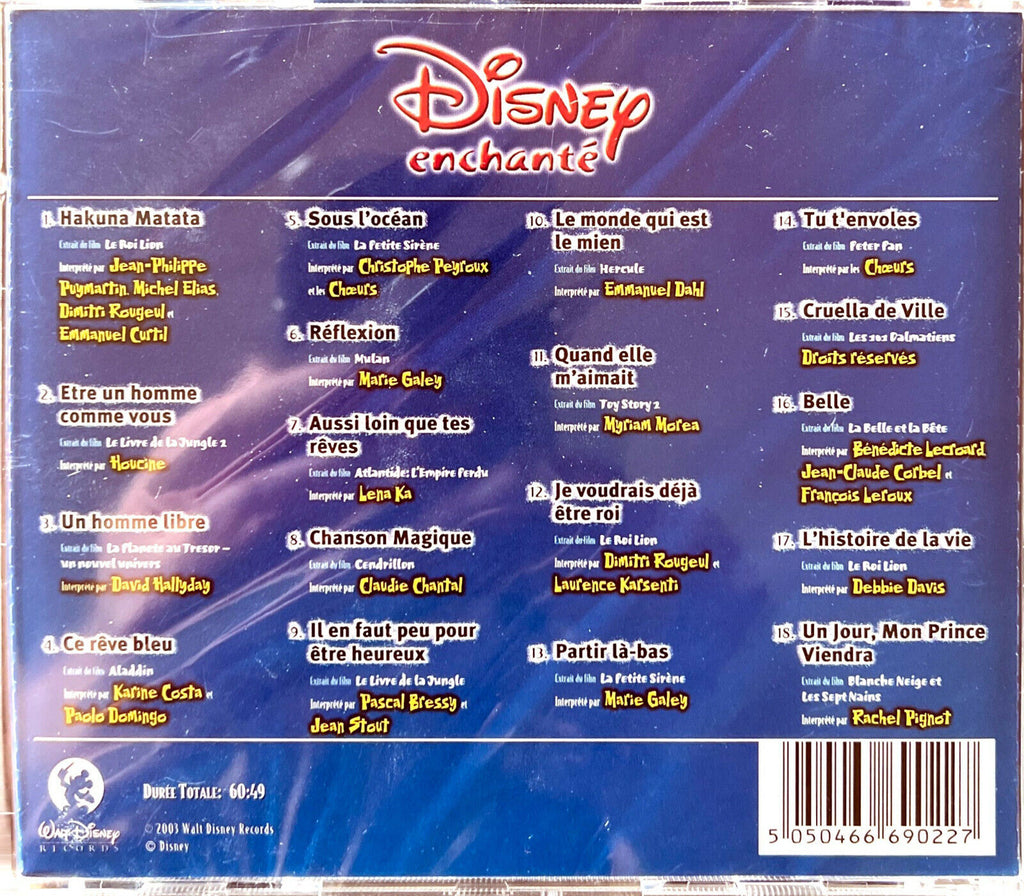 Disney
enchanté
1. Hakuna Matata
Extrait du film Le Roi Lion
Interprété par Jean-Philippe
Puymartin, Michel Elias,
Dimitri Rougeul et
Emmanuel Curtil
2. Etre un homme
comme vous
Extrait du film Le Livre de la Jungle 2
Interprété par Houcine
3. Un homme libre
Extrait du film La Planete au Tresor –
un nouvel univers
Interprété par David Hallyday
4. Ce rêve bleu
Extrait du film Aladdin
Interprété par Karine Costa et
Paolo Domingo
5. Sous l'océan
Extrait du film La Petite Sirène
Interprété par Christophe Peyroux
et les Chœurs
6. Réflexion
Extrait du film Mulan
Interprété par Marie Galey
7. Aussi loin que tes
rêves
Extrait du film Atlantide: L'Empire Perdu
Interprété par Lena Ka
8. Chanson Magique
Extrait du film Cendrillon
Interprété par Claudie Chantal
9. Il en faut peu pour
être heureux
Extrait du film Le Livre de la Jungle
Interprété par Pascal Bressy et
Jean Stout
10. Le monde qui est
le mien
Extrait du film Hercule
Interprété par Emmanuel Dahl
11. Quand elle
m'aimait
Extrait du film Toy Story 2
Interprété par Myriam Morea
12. Je voudrais déjà
être roi
Extrait du film Le Roi Lion
Interprété par Dimitri Rougeul et
Laurence Karsenti
13. Partir là-bas
Extrait du film La Petite Sirène
Interprété par Marie Galey
14. Tu t'envoles
Extrait du film Peter Pan
Interprété par les Chœurs
15. Cruella de Ville
Extrait du film Les 101 Dalmatiens
Droits réservés
16. Belle
Extrait du film La Belle et la Bête
Interprété par Bénédicte Lecroard
Jean-Claude Corbel et
François Leroux
17. L'histoire de la vie
Extrait du film Le Roi Lion
Interprété par Debbie Davis
18. Un Jour, Mon Prince
Viendra
Extrait du film Blanche Neige et
Les Sept Nains
Interprété par Rachel Pignot
Walt Disney
RECORDS
Durée Totale: 60:49
℗ 2003 Walt Disney Records
© Disney
5 050466 690227